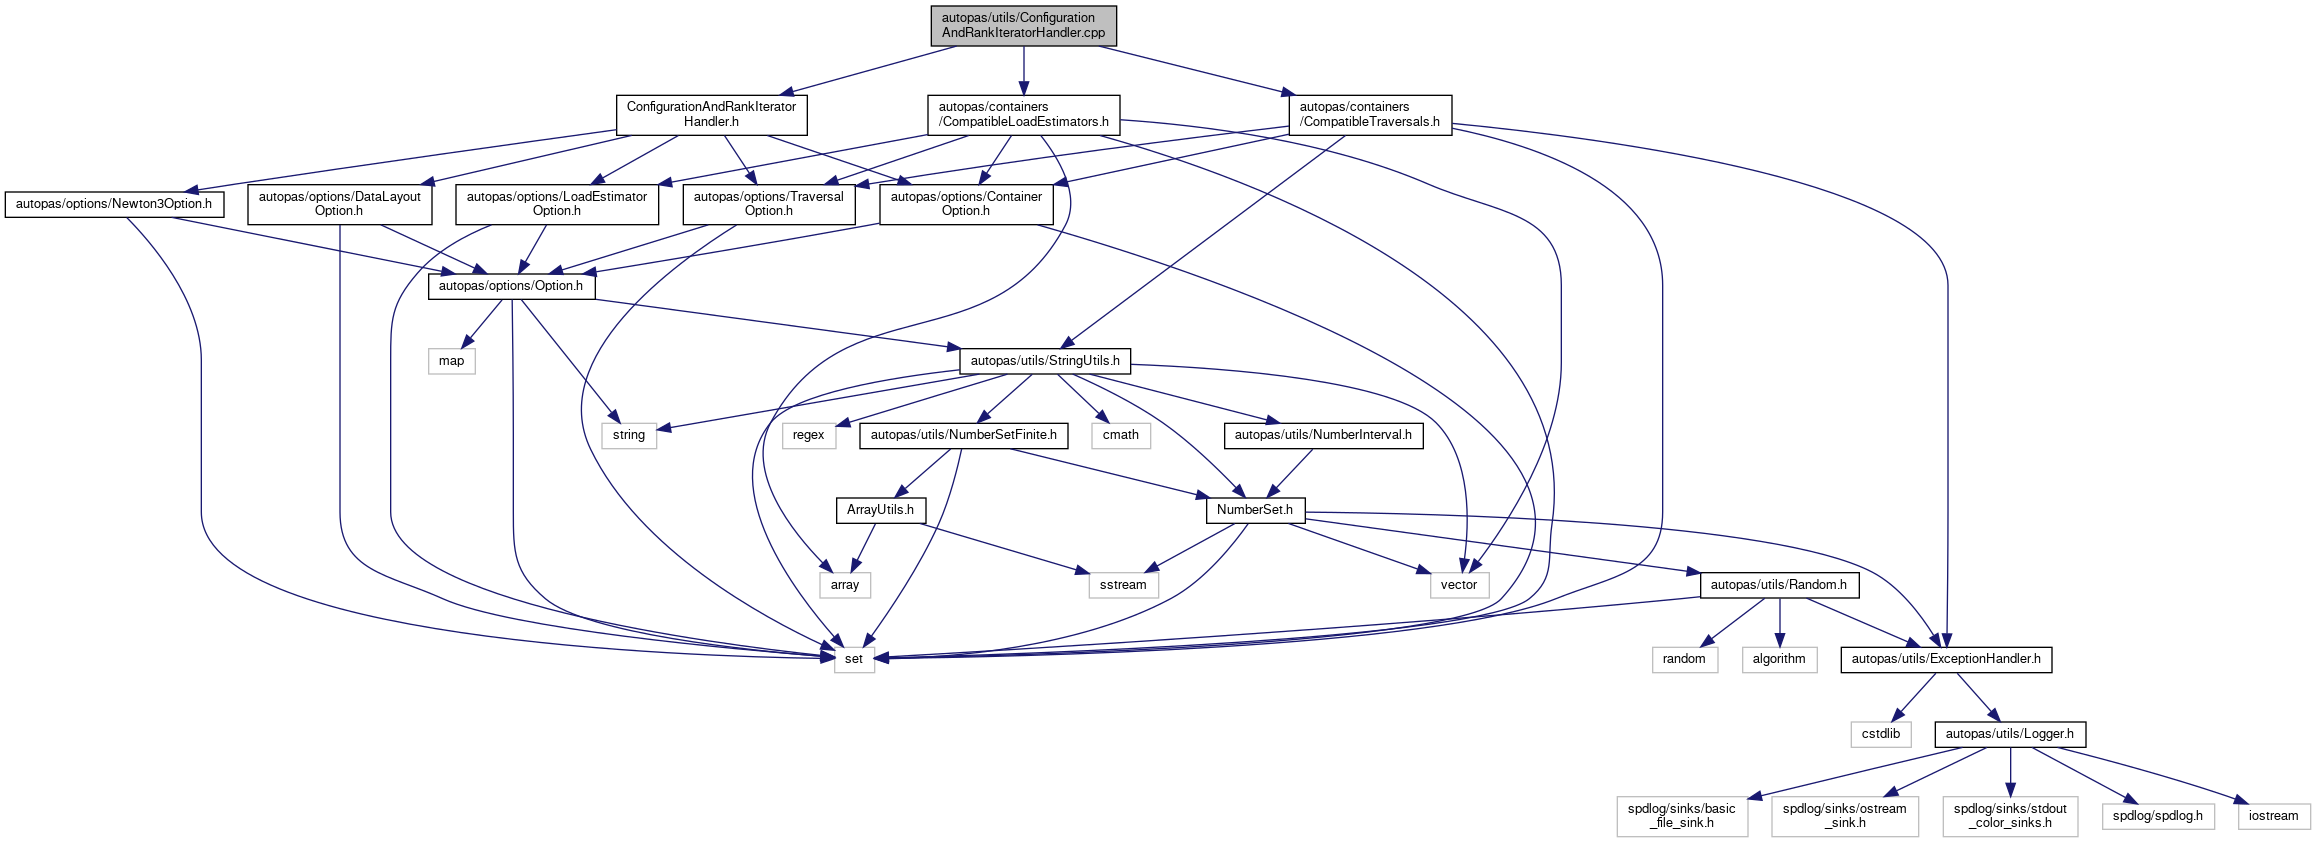 autopas/utils/Configuration
AndRankIteratorHandler.cpp
ConfigurationAndRankIterator
Handler.h
autopas/containers
/CompatibleLoadEstimators.h
autopas/containers
/CompatibleTraversals.h
autopas/options/Newton3Option.h
autopas/options/DataLayout
Option.h
autopas/options/LoadEstimator
Option.h
autopas/options/Traversal
Option.h
autopas/options/Container
Option.h
autopas/options/Option.h
map
autopas/utils/StringUtils.h
string
regex
autopas/utils/NumberSetFinite.h
cmath
autopas/utils/NumberInterval.h
ArrayUtils.h
NumberSet.h
array
sstream
vector
autopas/utils/Random.h
set
random
algorithm
autopas/utils/ExceptionHandler.h
cstdlib
autopas/utils/Logger.h
spdlog/sinks/basic
_file_sink.h
spdlog/sinks/ostream
_sink.h
spdlog/sinks/stdout
_color_sinks.h
spdlog/spdlog.h
iostream